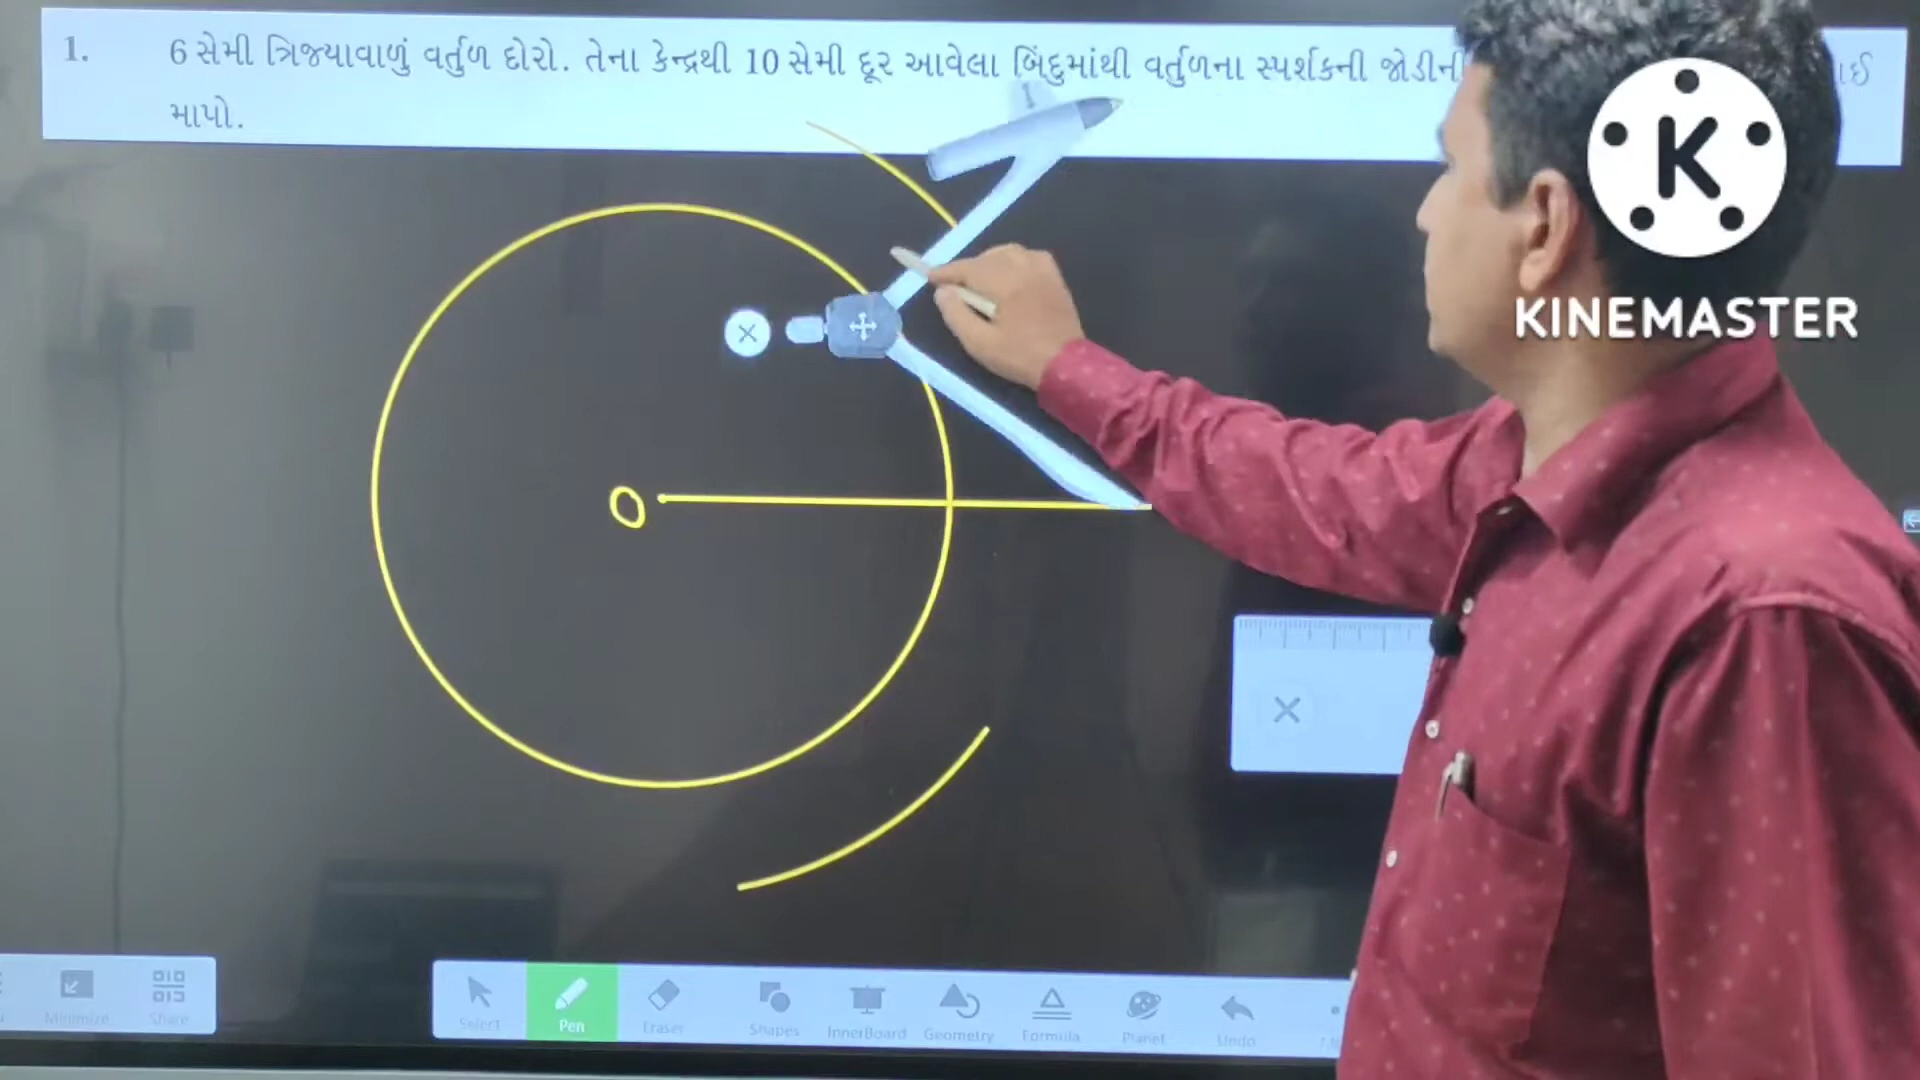 1. 6 સેમી ત્રિજ્યાવાળું વર્તુળ દોરો. તેના કેન્દ્રથી 10 સેમી દૂર આવેલા બિંદુમાંથી વર્તુળના સ્પર્શકની જોડીની
માપો.
KINEMASTER
O
Minimize
Share
Select
Pen
Eraser
Shapes
InnerBoard
Geometry
Formula
Planet
Undo